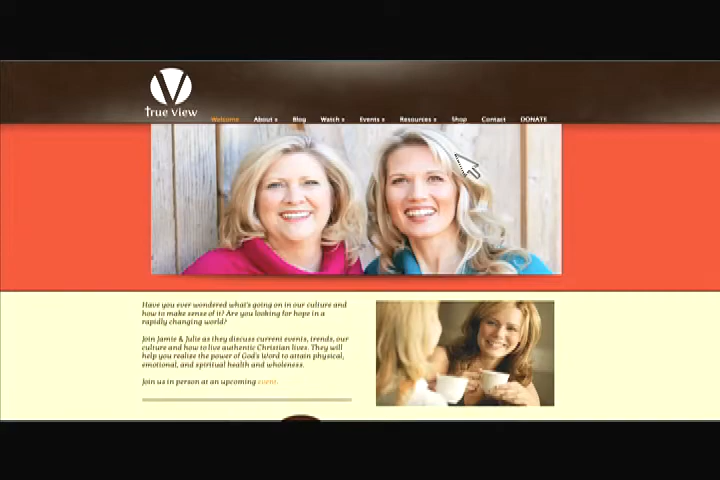 True View
Welcome About » Blog Watch » Events » Resources » Shop Contact DONATE
Have you ever wondered what's going on in our culture and
how to make sense of it? Are you looking for hope in a
rapidly changing world?
Join Jamie & Julie as they discuss current events, trends, our
culture and how to live authentic Christian lives. They will
help you realize the power of God's Word to attain physical,
emotional, and spiritual health and wholeness.
Join us in person at an upcoming event.